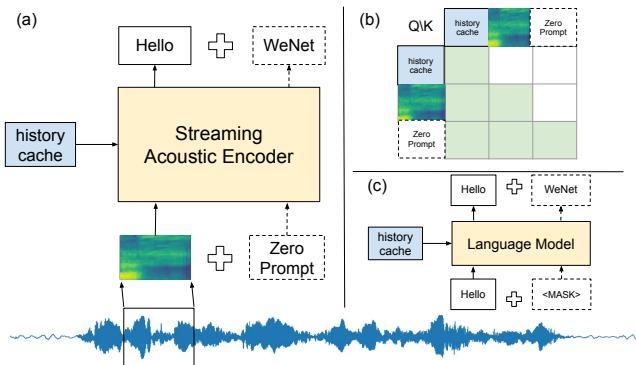 (a)
Hello
WeNet
Streaming
Acoustic Encoder
history
cache
Zero
Prompt
(b)
Q\K
history
cache
Zero
Prompt
history
cache
Zero
Prompt
(c)
Hello
WeNet
history
cache
Language Model
Hello
<MASK>